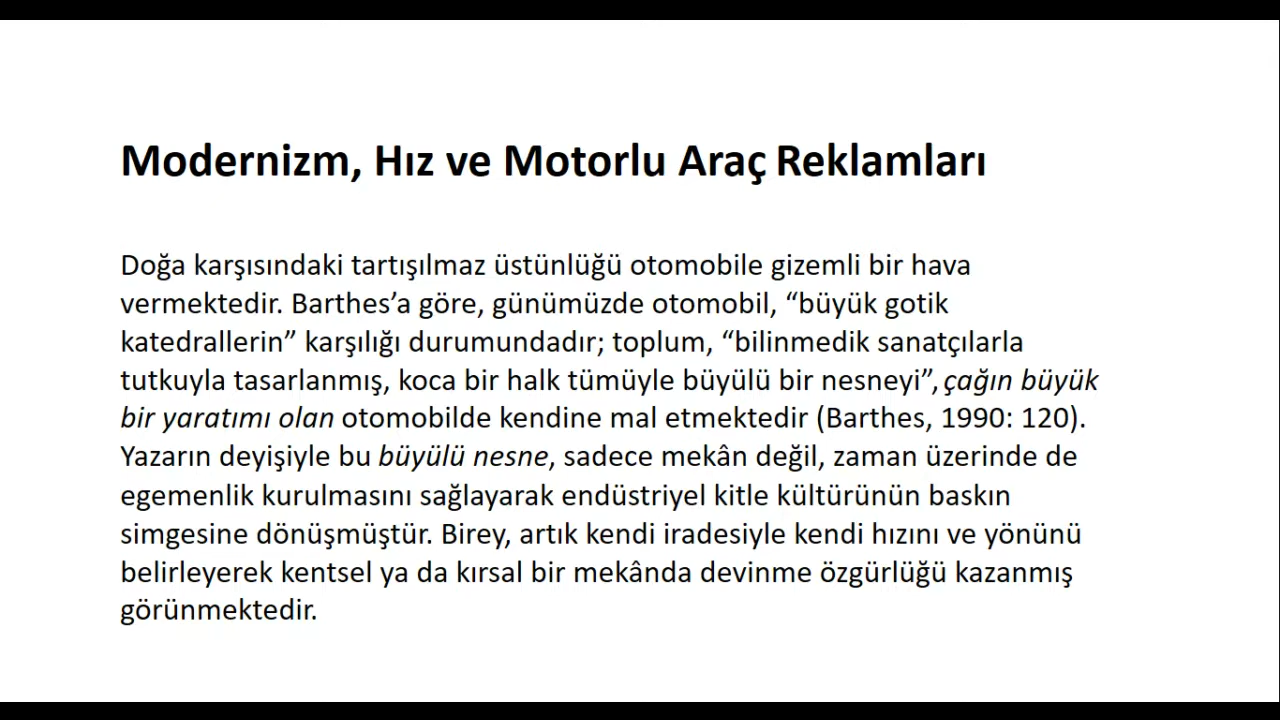 Modernizm, Hız ve Motorlu Araç Reklamları
Doğa karşısındaki tartışılmaz üstünlüğü otomobile gizemli bir hava
vermektedir. Barthes’a göre, günümüzde otomobil, “büyük gotik
katedrallerin” karşılığı durumundadır; toplum, “bilinmedik sanatçılarla
tutkuyla tasarlanmış, koca bir halk tümüyle büyülü bir nesneyi”, çağın büyük
bir yaratımı olan otomobilde kendine mal etmektedir (Barthes, 1990: 120).
Yazarın deyişiyle bu büyülü nesne, sadece mekân değil, zaman üzerinde de
egemenlik kurulmasını sağlayarak endüstriyel kitle kültürünün baskın
simgesine dönüşmüştür. Birey, artık kendi iradesiyle kendi hızını ve yönünü
belirleyerek kentsel ya da kırsal bir mekânda devinme özgürlüğü kazanmış
görünmektedir.